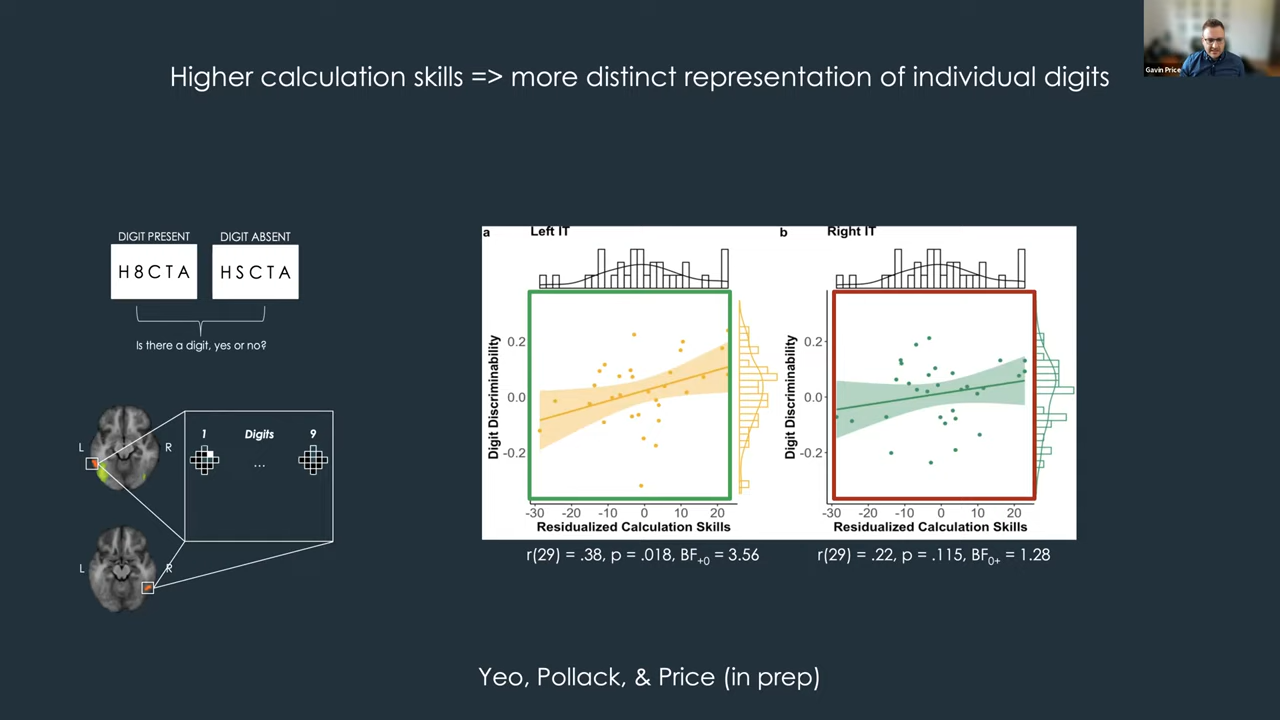 Gavin Price
Higher calculation skills => more distinct representation of individual digits
DIGIT PRESENT
DIGIT ABSENT
H 8 C T A
H S C T A
Is there a digit, yes or no?
L
R
1
Digits
9
...
L
R
a
Left IT
Digit Discriminability
0.2
0.0
-0.2
-30 -20 -10 0 10 20
Residualized Calculation Skills
r(29) = .38, p = .018, BF+0 = 3.56
b
Right IT
Digit Discriminability
0.2
0.0
-0.2
-30 -20 -10 0 10 20
Residualized Calculation Skills
r(29) = .22, p = .115, BF0+ = 1.28
Yeo, Pollack, & Price (in prep)